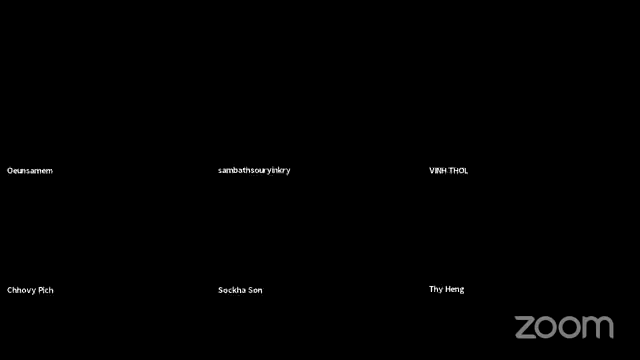 Oeunsamem
sambathsouryinkry
VINH THOL
Chhovy Pich
Sockha Son
Thy Heng
zoom